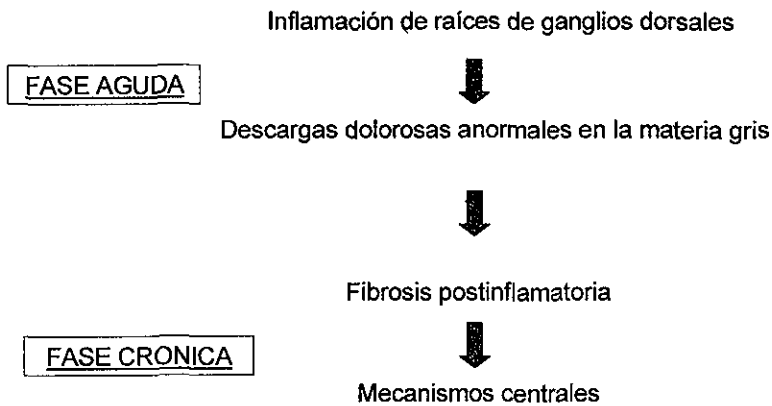 Inflamación de raíces de ganglios dorsales
FASE AGUDA
Descargas dolorosas anormales en la materia gris
Fibrosis postinflamatoria
FASE CRONICA
Mecanismos centrales